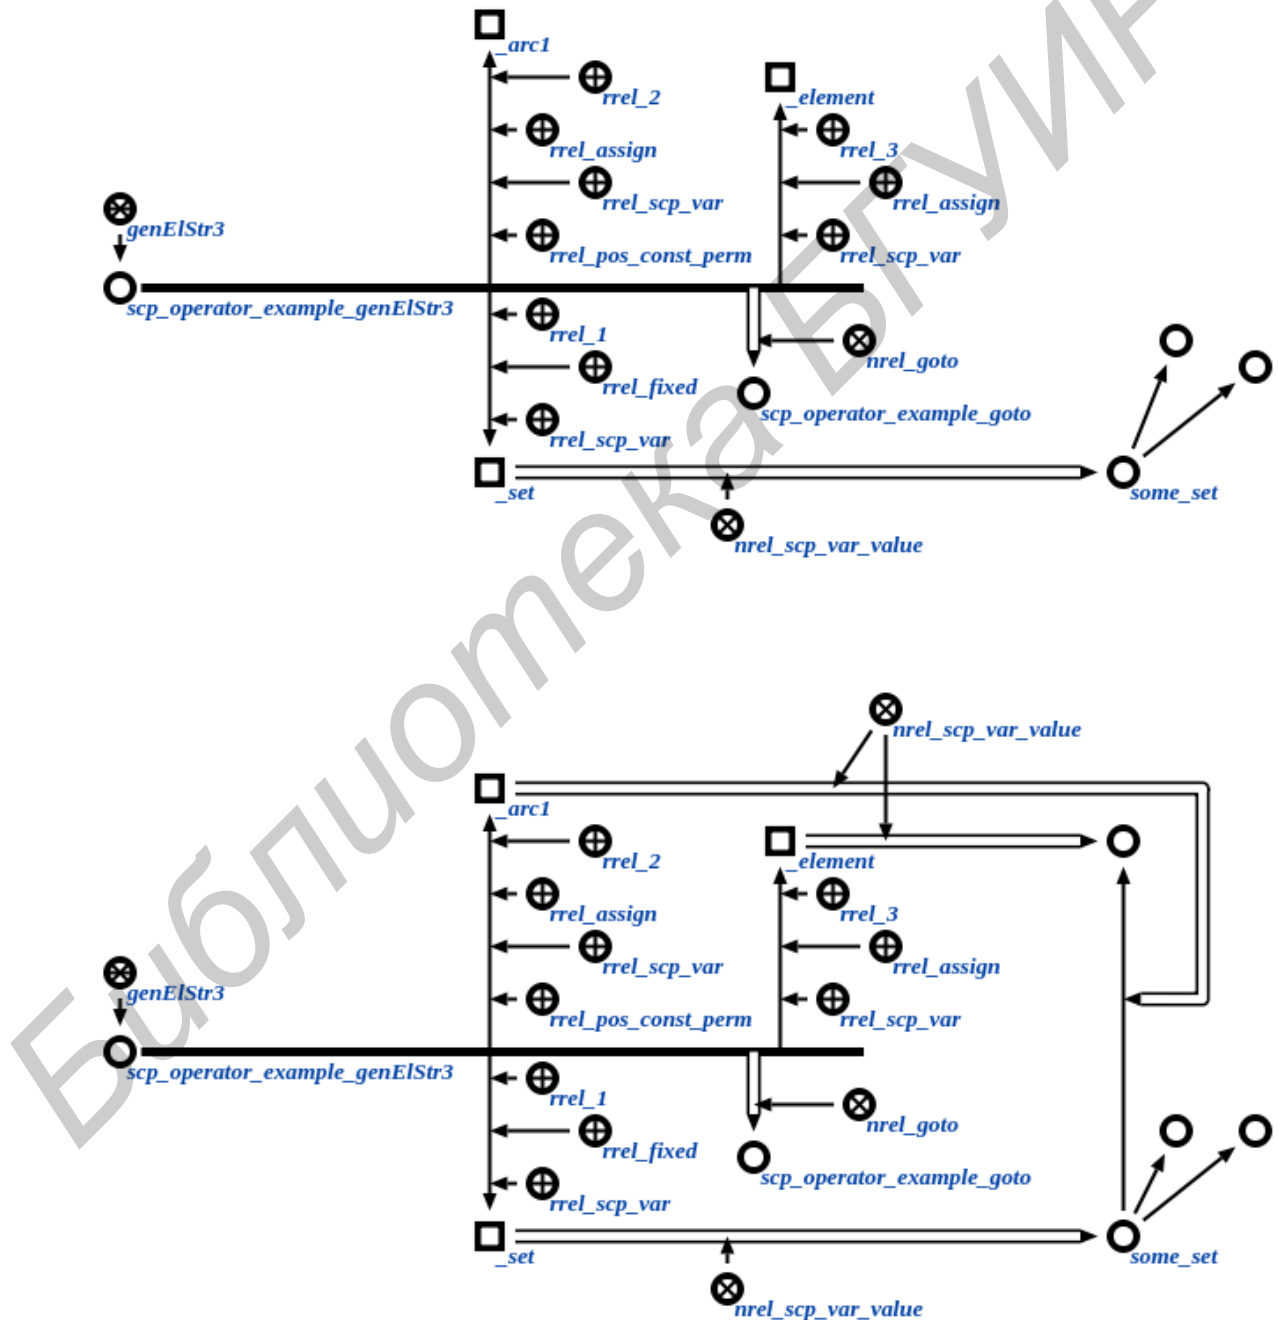 _arc1
rrel_2
_element
rrel_assign
rrel_3
rrel_scp_var
rrel_assign
genElStr3
rrel_pos_const_perm
rrel_scp_var
scp_operator_example_genElStr3
rrel_1
nrel_goto
rrel_fixed
scp_operator_example_goto
rrel_scp_var
_set
some_set
nrel_scp_var_value
nrel_scp_var_value
_arc1
rrel_2
_element
rrel_assign
rrel_3
rrel_scp_var
rrel_assign
genElStr3
rrel_pos_const_perm
rrel_scp_var
scp_operator_example_genElStr3
rrel_1
nrel_goto
rrel_fixed
scp_operator_example_goto
rrel_scp_var
_set
some_set
nrel_scp_var_value
Библиотека БГУИР